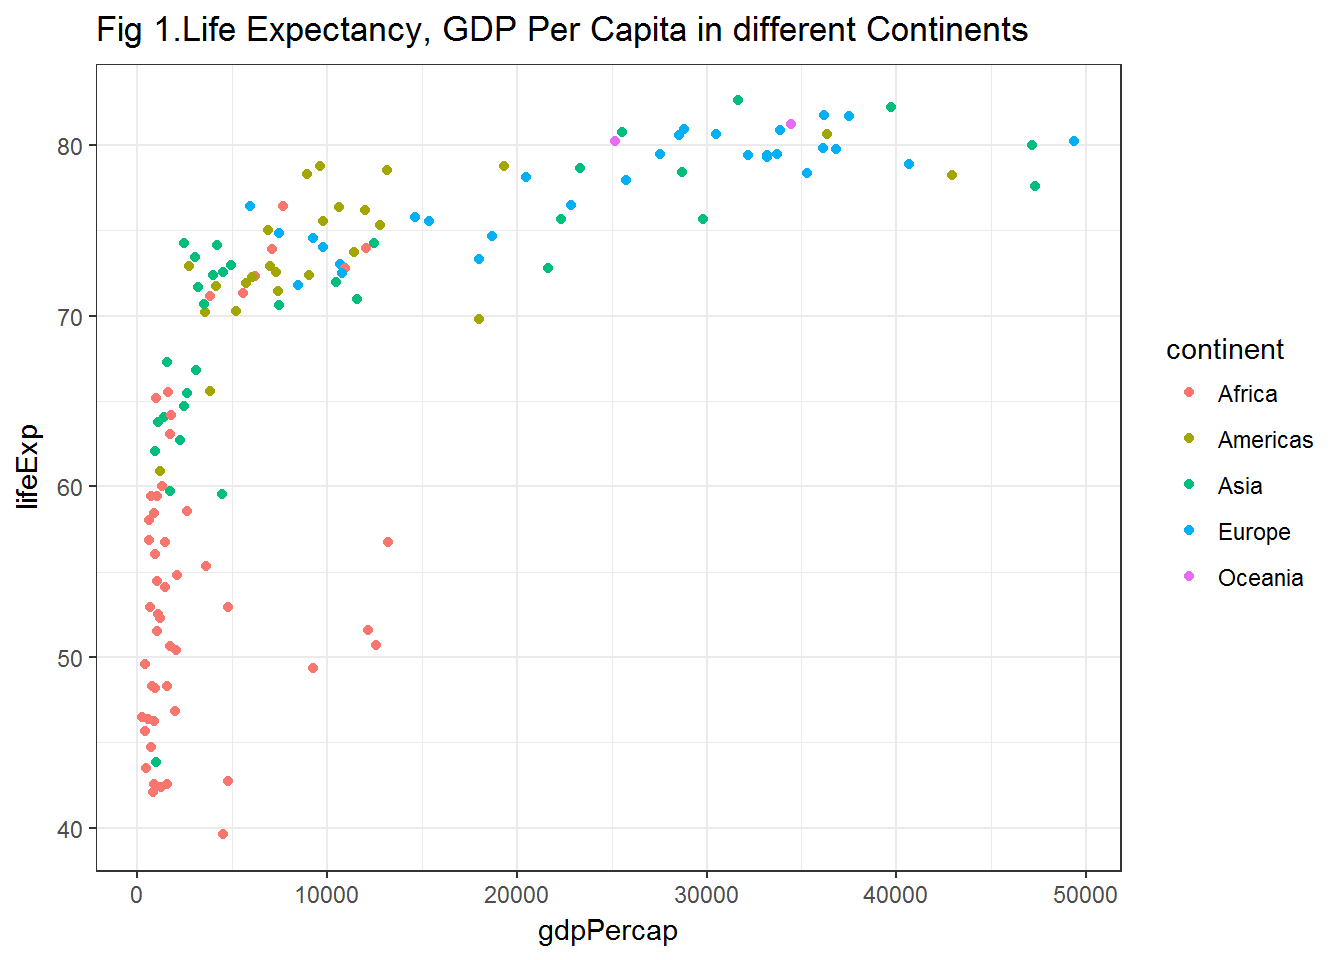 Fig 1.Life Expectancy, GDP Per Capita in different Continents
80
70
60
50
40
lifeExp
0 10000 20000 30000 40000 50000
gdpPercap
continent
Africa
Americas
Asia
Europe
Oceania